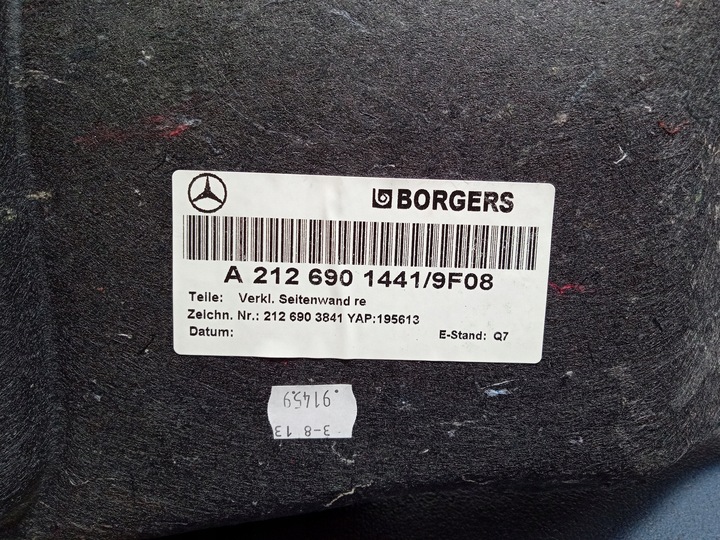 BORGERS
A 212 690 1441/9F08
Teile: Verkl. Seitenwand re
Zeichn. Nr.: 212 690 3841 YAP:195613
Datum: E-Stand: Q7
.91459
3-8 13